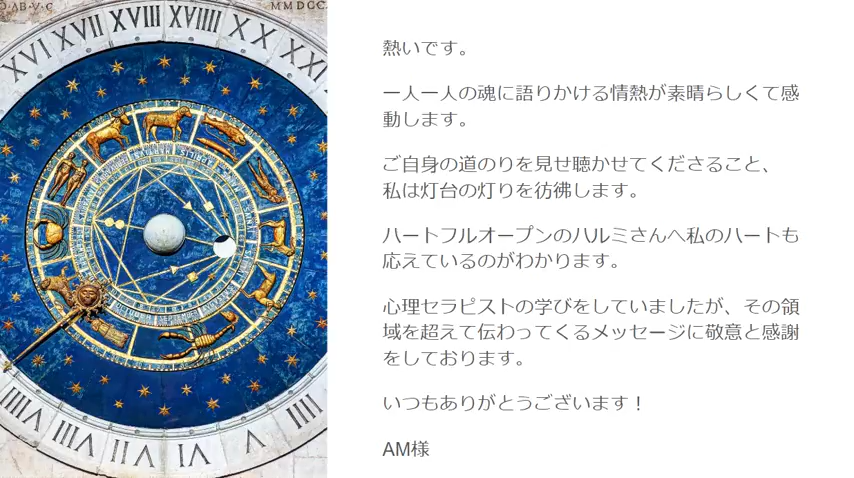 MMDCC
XVI XVII XVIII XVIIII XX XXI
熱いです。
一人一人の魂に語りかける情熱が素晴らしくて感
動します。
ご自身の道のりを見せ聴かせてくださること、
私は灯台の灯りを彷彿します。
ハートフルオープンのハルミさんへ私のハートも
応えているのがわかります。
心理セラピストの学びをしていましたが、その領
域を超えて伝わってくるメッセージに敬意と感謝
をしております。
いつもありがとうございます！
AM様
VIIII VIII VII VI V IIII